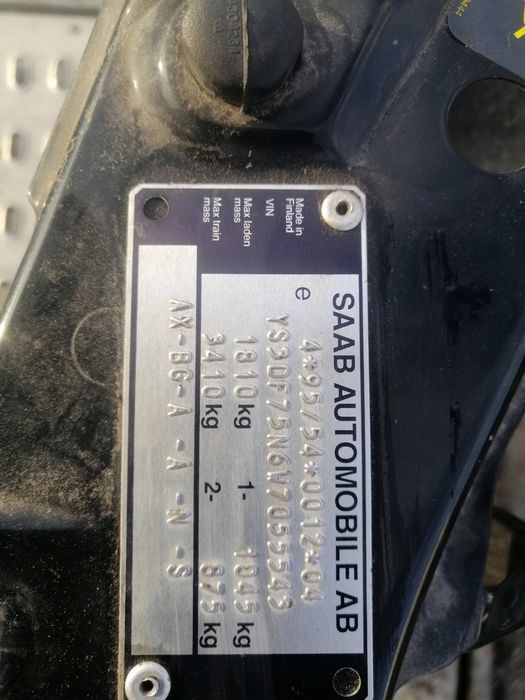 SAAB AUTOMOBILE AB
Made in
Finland
e 4*95/54*0012*04
VIN YS3DF75N6V7055549
Max laden
mass
1810 kg 1- 1045 kg
Max train
mass
3410 kg 2- 875 kg
AX-BG-A -A -N -S